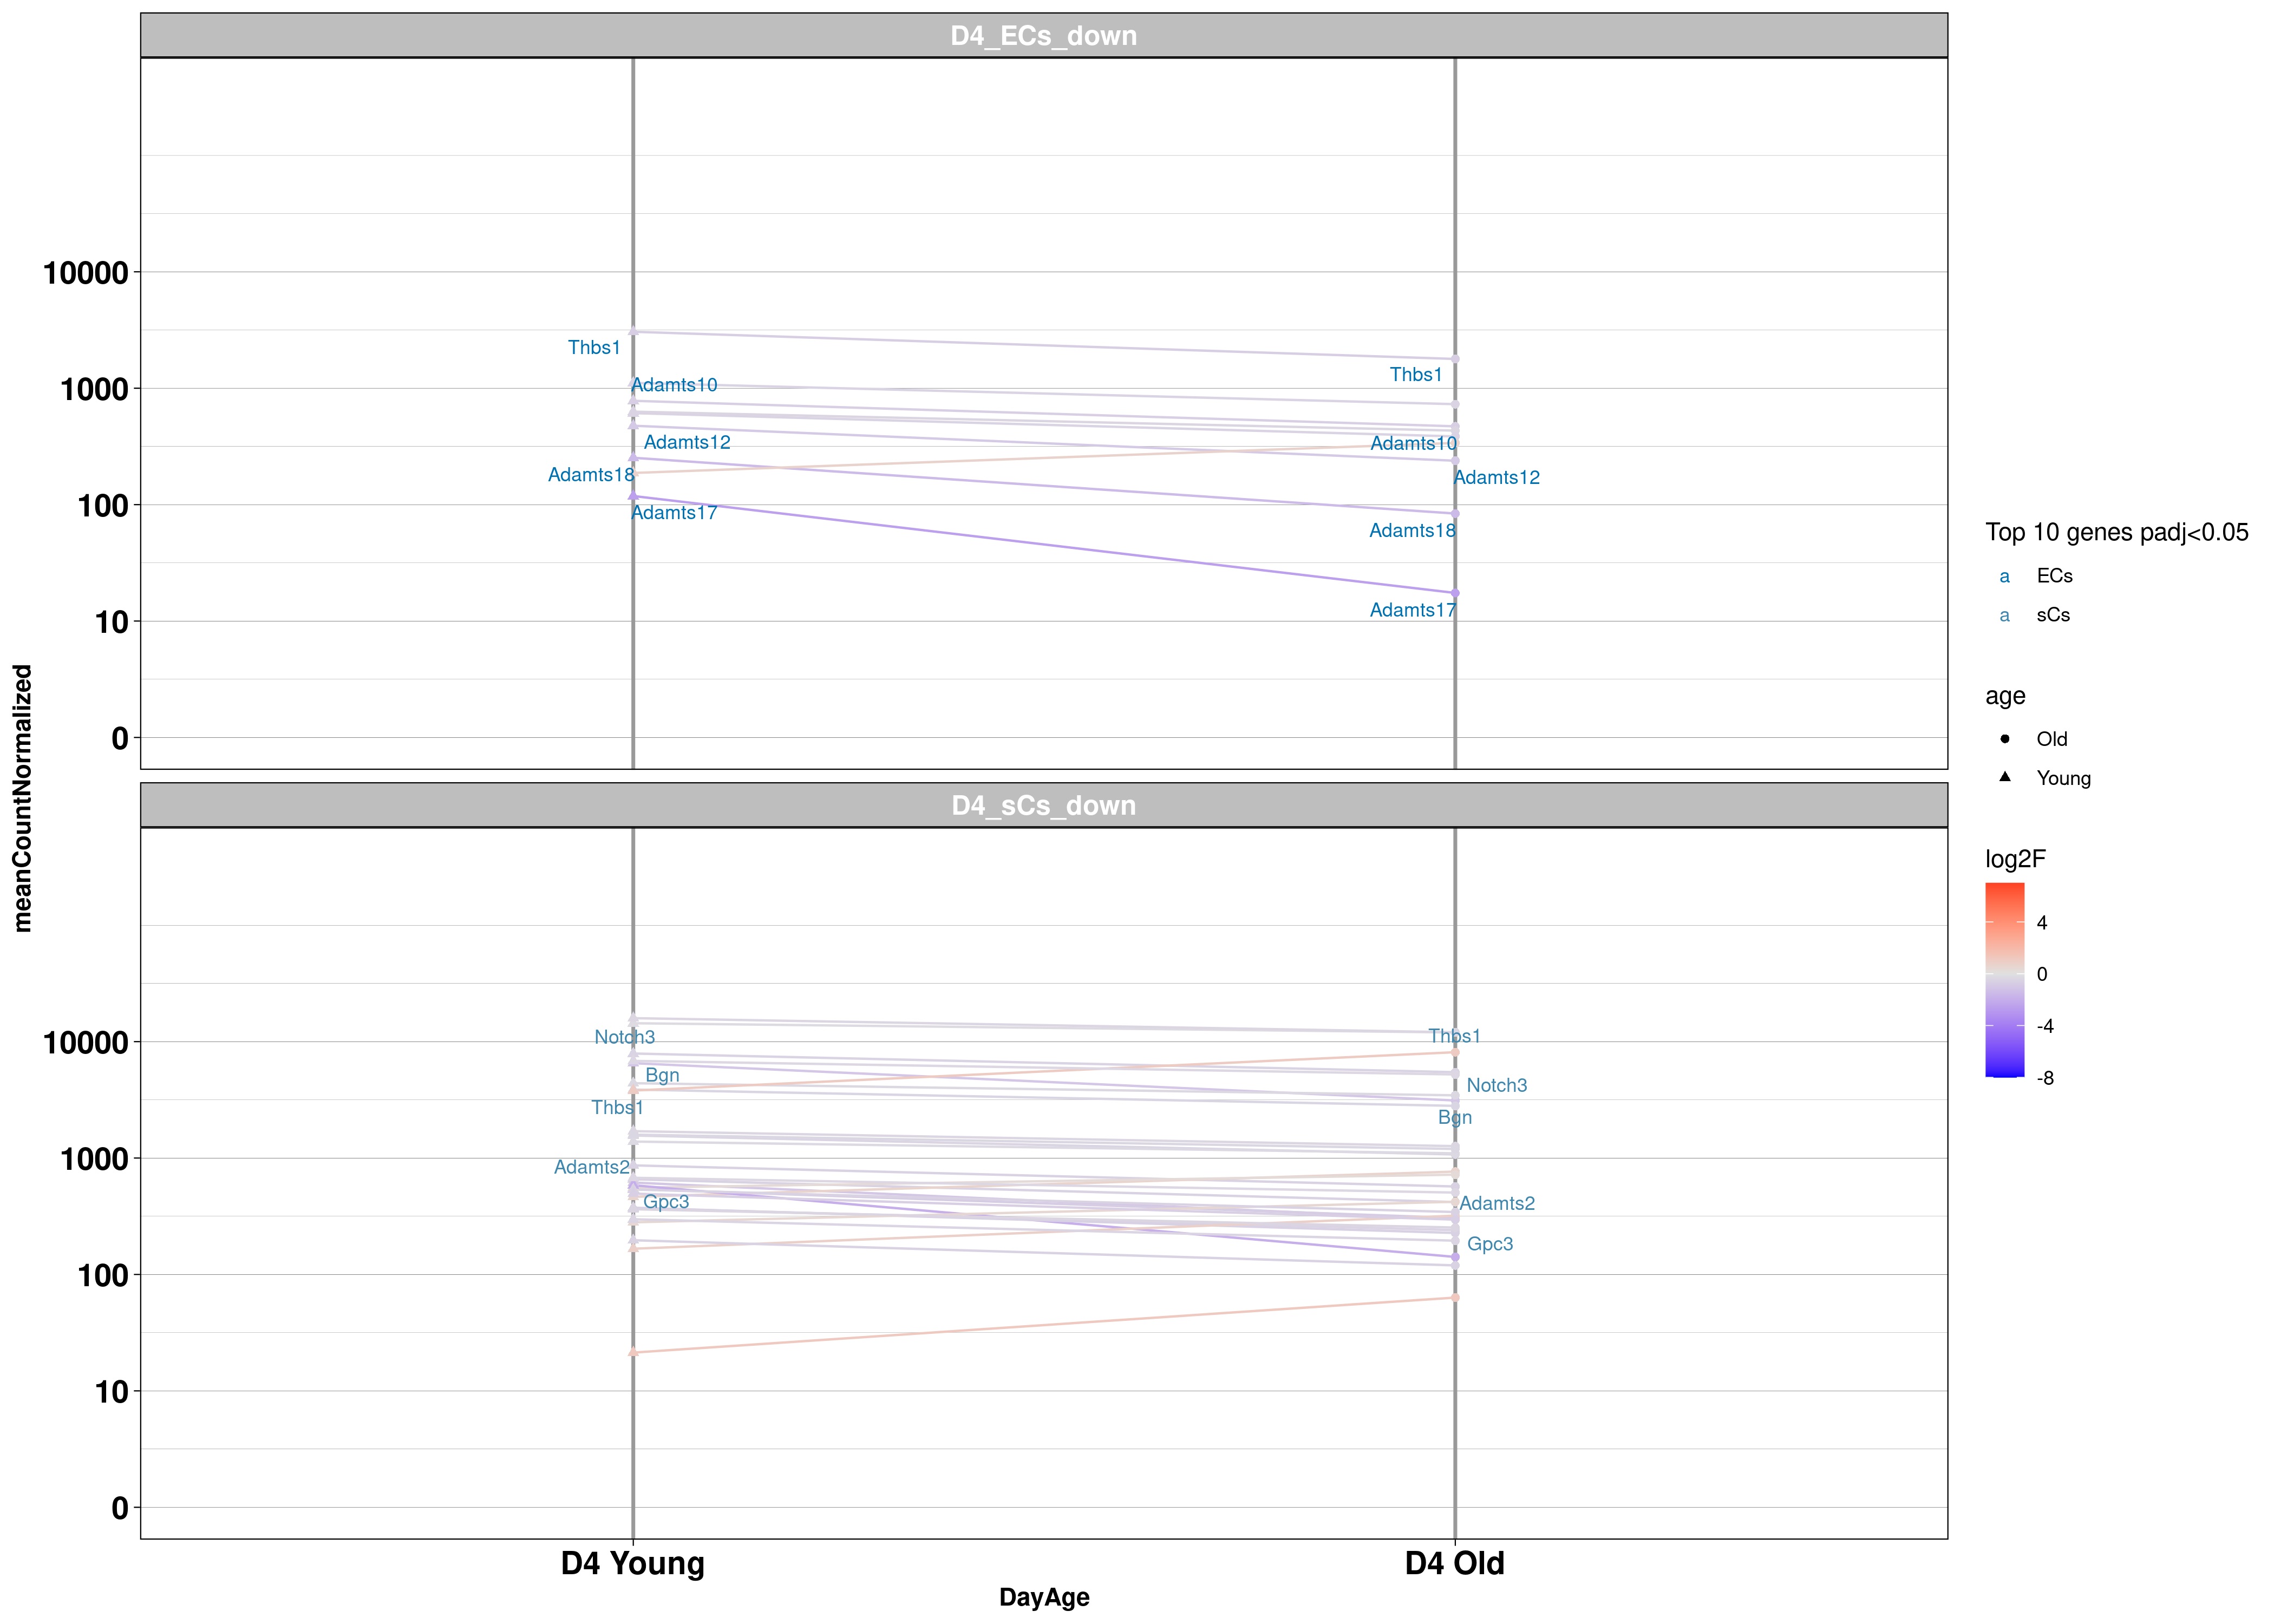 D4_ECs_down
10000
1000
100
10
0
Thbs1
Adamts10
Adamts12
Adamts18
Adamts17
Thbs1
Adamts10
Adamts12
Adamts18
Adamts17
D4_sCs_down
10000
1000
100
10
0
Notch3
Bgn
Thbs1
Adamts2
Gpc3
Thbs1
Notch3
Bgn
Adamts2
Gpc3
D4 Young
D4 Old
DayAge
meanCountNormalized
Top 10 genes padj<0.05
a ECs
a sCs
age
Old
Young
log2F
4
0
-4
-8